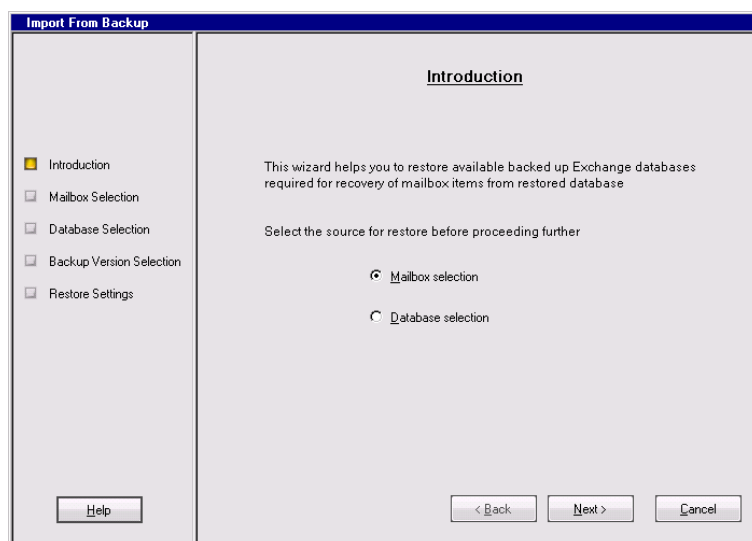 Import From Backup
Introduction
Mailbox Selection
Database Selection
Backup Version Selection
Restore Settings
Help
Introduction
This wizard helps you to restore available backed up Exchange databases
required for recovery of mailbox items from restored database
Select the source for restore before proceeding further
Mailbox selection
Database selection
< Back
Next >
Cancel